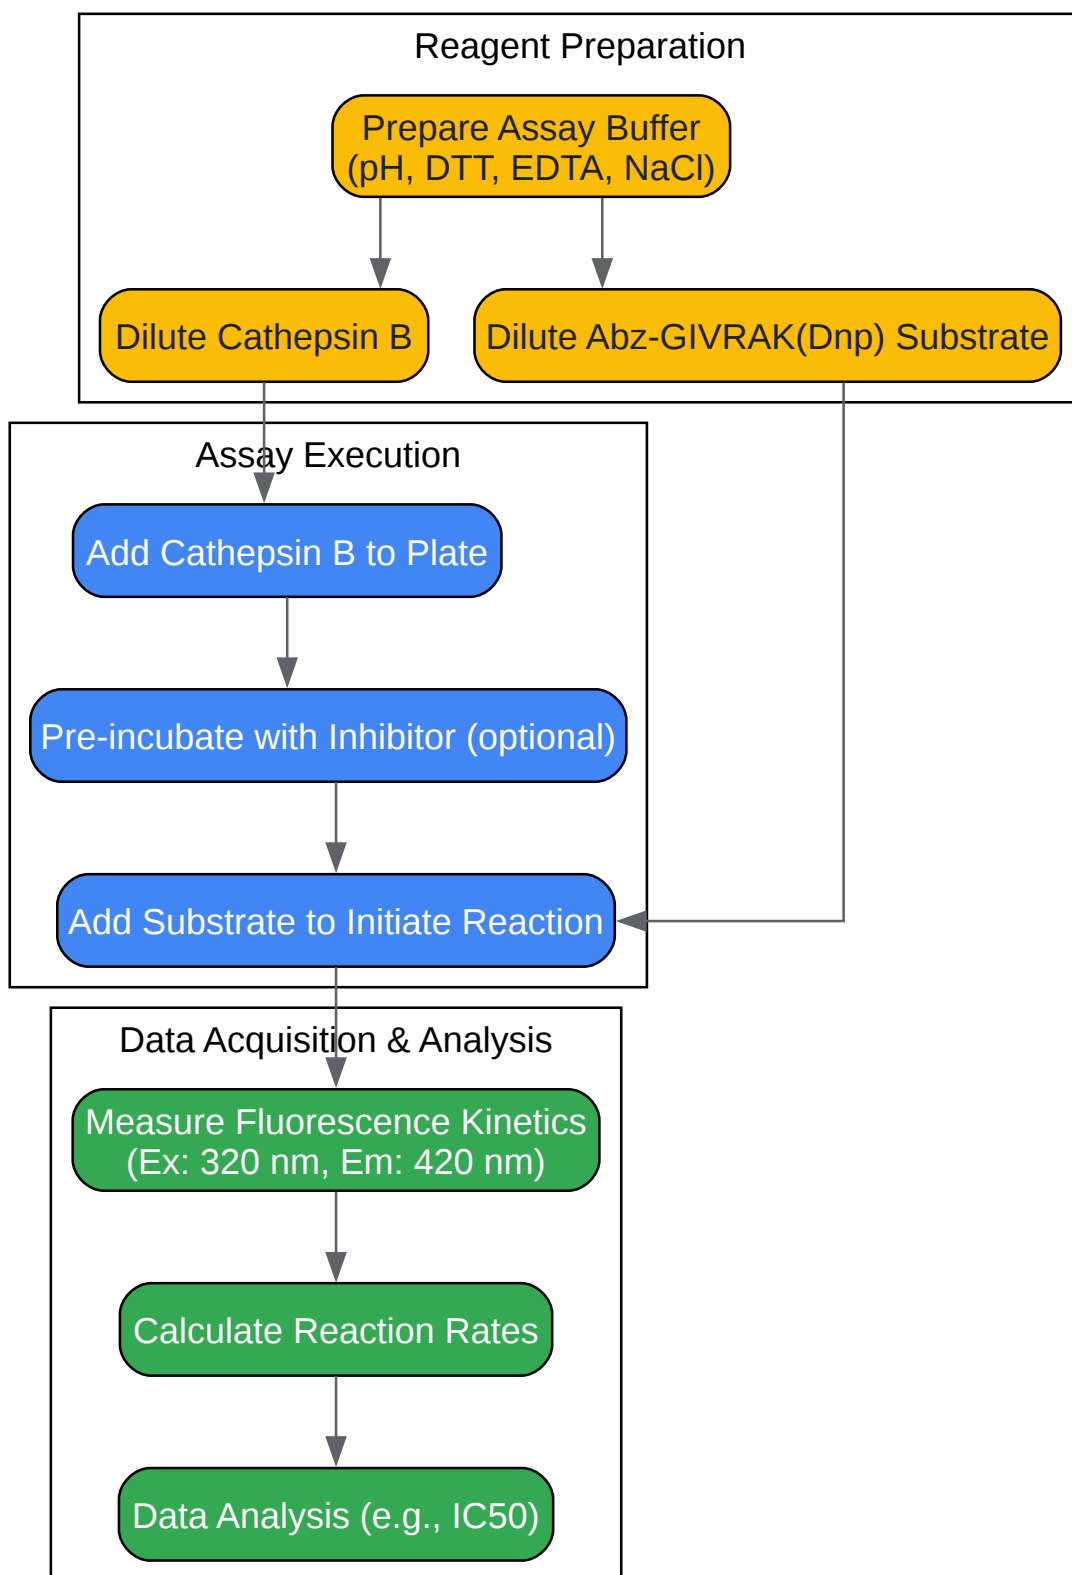 Reagent Preparation
Prepare Assay Buffer
(pH, DTT, EDTA, NaCl)
Dilute Cathepsin B
Dilute Abz-GIVRAK(Dnp) Substrate
Assay Execution
Add Cathepsin B to Plate
Pre-incubate with Inhibitor (optional)
Add Substrate to Initiate Reaction
Data Acquisition & Analysis
Measure Fluorescence Kinetics
(Ex: 320 nm, Em: 420 nm)
Calculate Reaction Rates
Data Analysis (e.g., IC50)